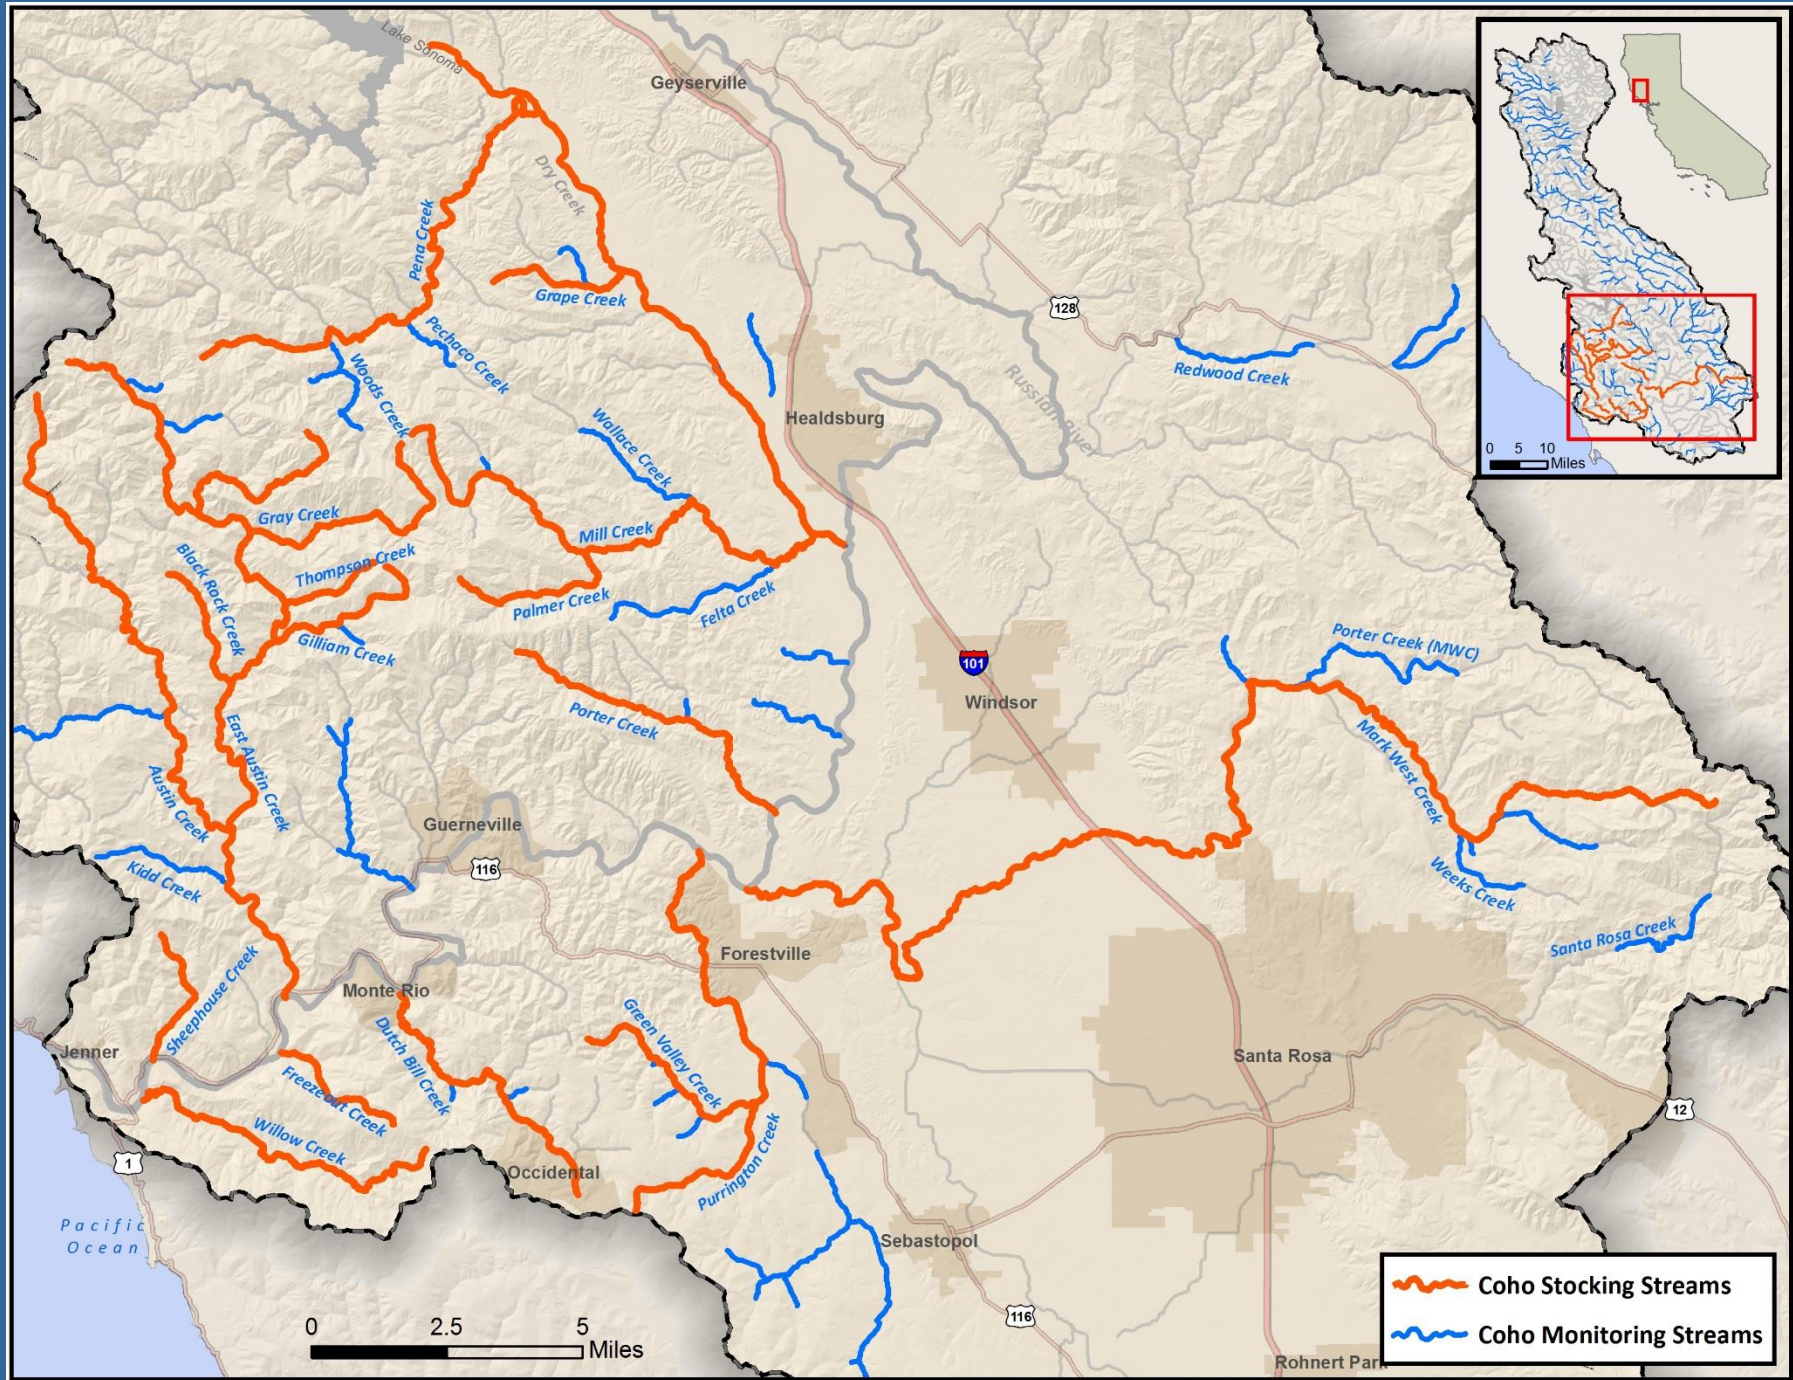 Lake Sonoma
Geyserville
Dry Creek
Pena Creek
Grape Creek
128
0 5 10
Miles
Pechaco Creek
Woods Creek
Redwood Creek
Russian River
Healdsburg
Wallace Creek
Gray Creek
Mill Creek
Black Rock Creek
Thompson Creek
Palmer Creek
Felta Creek
Gilliam Creek
Porter Creek (MWC)
101
Windsor
Porter Creek
East Austin Creek
Austin Creek
Mark West Creek
Guerneville
116
Kidd Creek
Weeks Creek
Santa Rosa Creek
Forestville
Sheephouse Creek
Monte Rio
Dutch Bill Creek
Green Valley Creek
Jenner
Santa Rosa
Freezeout Creek
12
Willow Creek
1
Occidental
Purrington Creek
Pacific
Ocean
Sebastopol
116
Rohnert Park
0 2.5 5
Miles
Coho Stocking Streams
Coho Monitoring Streams